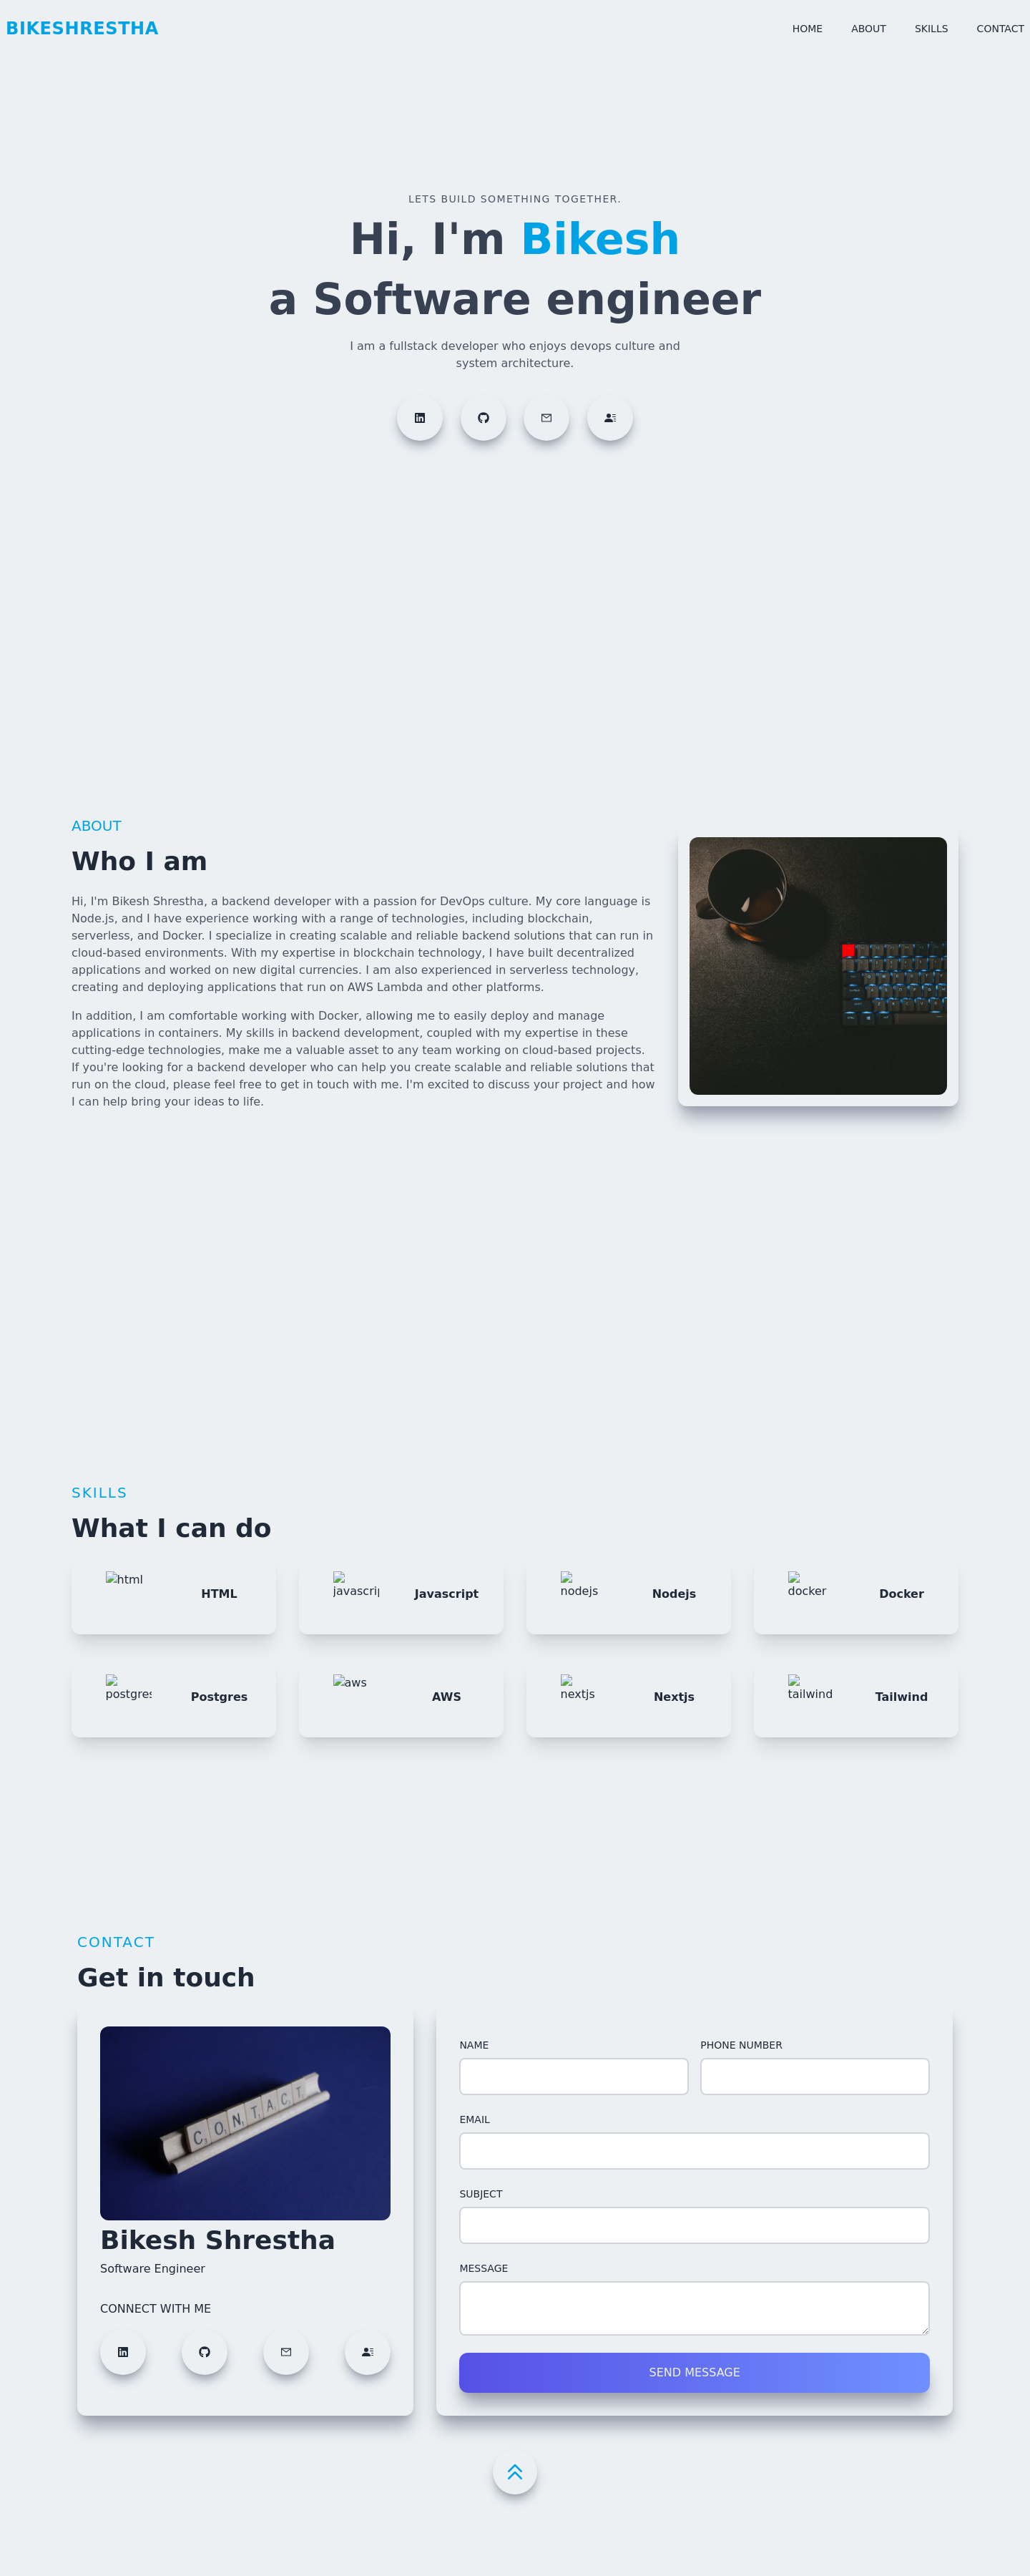 BIKESHRESTHA
HOME ABOUT SKILLS CONTACT
LETS BUILD SOMETHING TOGETHER.
Hi, I'm Bikesh
a Software engineer
I am a fullstack developer who enjoys devops culture and
system architecture.
ABOUT
Who I am
Hi, I'm Bikesh Shrestha, a backend developer with a passion for DevOps culture. My core language is
Node.js, and I have experience working with a range of technologies, including blockchain,
serverless, and Docker. I specialize in creating scalable and reliable backend solutions that can run in
cloud-based environments. With my expertise in blockchain technology, I have built decentralized
applications and worked on new digital currencies. I am also experienced in serverless technology,
creating and deploying applications that run on AWS Lambda and other platforms.
In addition, I am comfortable working with Docker, allowing me to easily deploy and manage
applications in containers. My skills in backend development, coupled with my expertise in these
cutting-edge technologies, make me a valuable asset to any team working on cloud-based projects.
If you're looking for a backend developer who can help you create scalable and reliable solutions that
run on the cloud, please feel free to get in touch with me. I'm excited to discuss your project and how
I can help bring your ideas to life.
SKILLS
What I can do
html HTML
javascrip Javascript
nodejs Nodejs
docker Docker
postgres Postgres
aws AWS
nextjs Nextjs
tailwind Tailwind
CONTACT
Get in touch
CONTACT
Bikesh Shrestha
Software Engineer
CONNECT WITH ME
NAME PHONE NUMBER
EMAIL
SUBJECT
MESSAGE
SEND MESSAGE